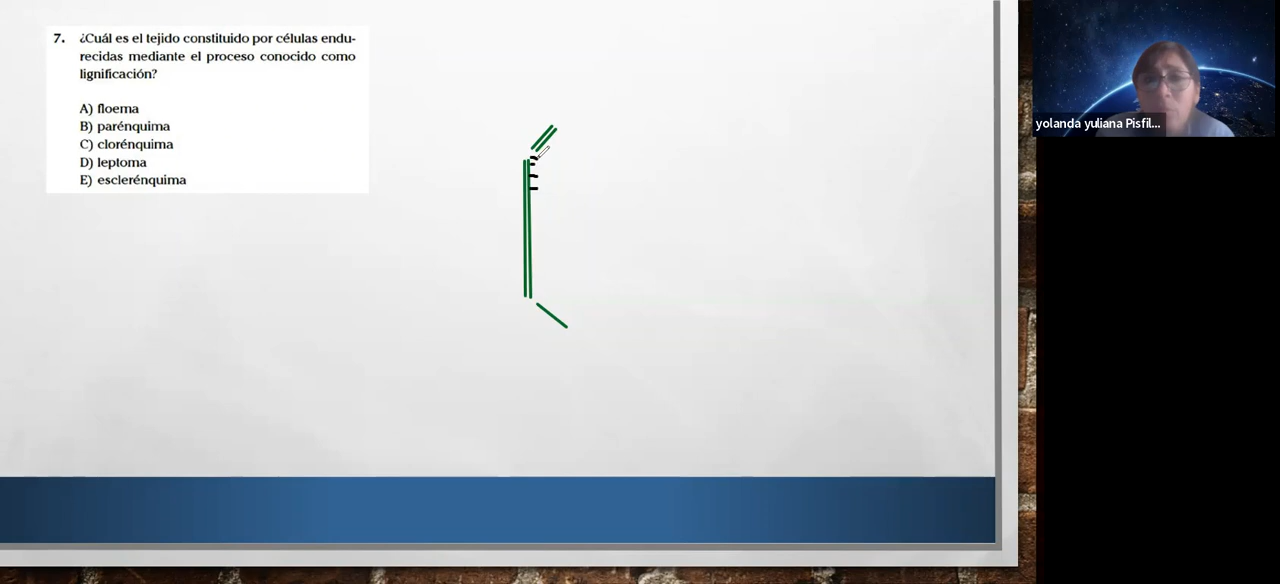 7. ¿Cuál es el tejido constituido por células endu-
recidas mediante el proceso conocido como
lignificación?
A) floema
B) parénquima
C) clorénquima
D) leptoma
E) esclerénquima
yolanda yuliana Pisfil...